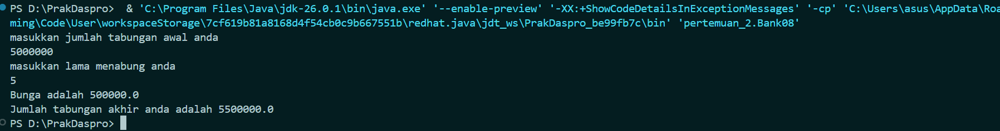 PS D:\PrakDaspro>  & 'C:\Program Files\Java\jdk-26.0.1\bin\java.exe' '--enable-preview' '-XX:+ShowCodeDetailsInExceptionMessages' '-cp' 'C:\Users\asus\AppData\Roa
ming\Code\User\workspaceStorage\7cf619b81a8168d4f54cb0c9b667551b\redhat.java\jdt_ws\PrakDaspro_be99fb7c\bin' 'pertemuan_2.Bank08'
masukkan jumlah tabungan awal anda
5000000
masukkan lama menabung anda
5
Bunga adalah 500000.0
Jumlah tabungan akhir anda adalah 5500000.0
PS D:\PrakDaspro>